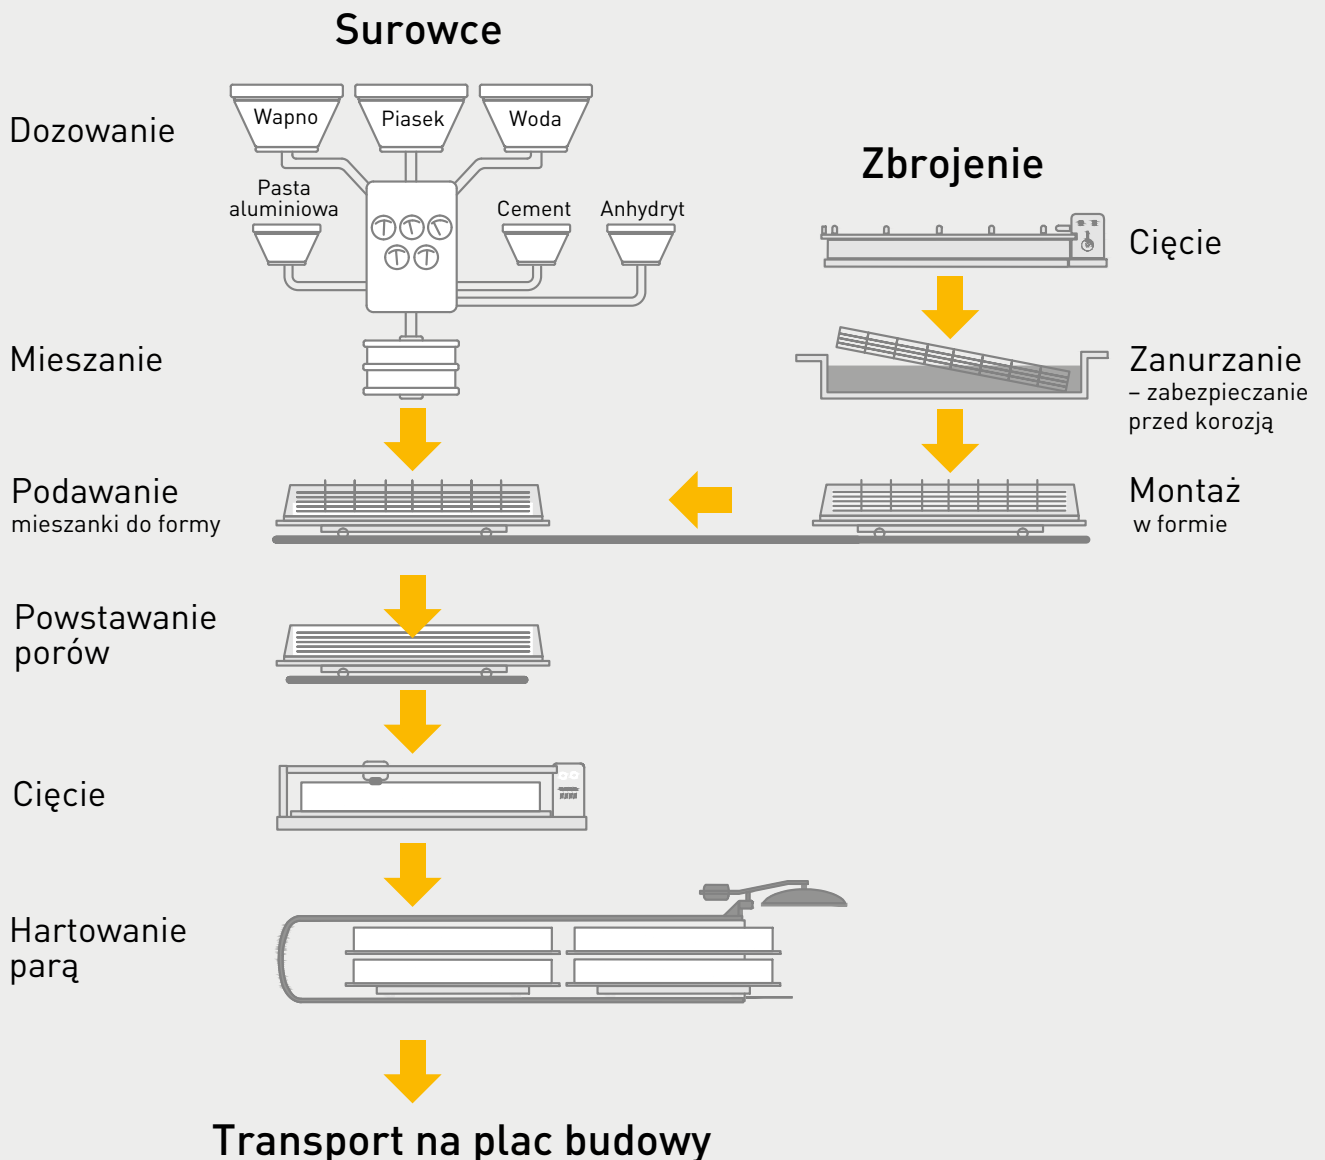 Surowce
Dozowanie
Wapno
Piasek
Woda
Pasta
aluminiowa
Cement
Anhydryt
Mieszanie
Podawanie
mieszanki do formy
Zbrojenie
Cięcie
Zanurzanie
– zabezpieczanie
przed korozją
Montaż
w formie
Powstawanie
porów
Cięcie
Hartowanie
parą
Transport na plac budowy